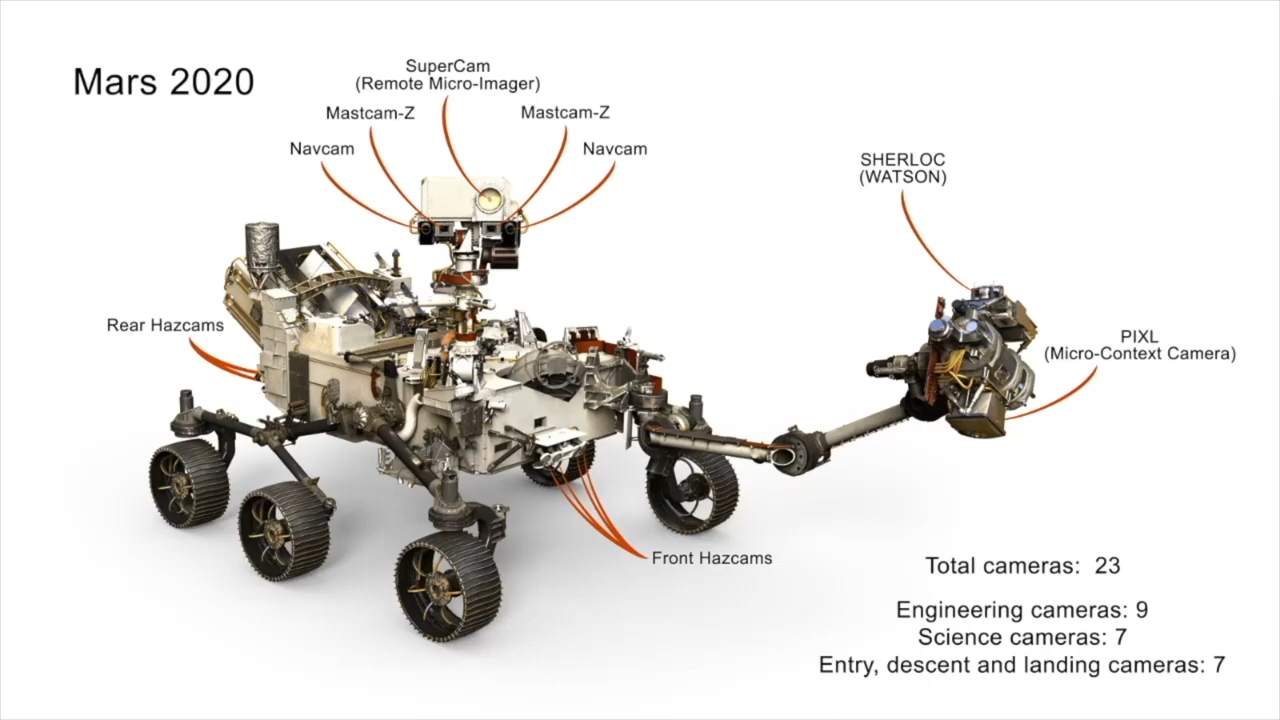 Mars 2020
SuperCam
(Remote Micro-Imager)
Mastcam-Z
Mastcam-Z
Navcam
Navcam
SHERLOC
(WATSON)
Rear Hazcams
PIXL
(Micro-Context Camera)
Front Hazcams
Total cameras: 23
Engineering cameras: 9
Science cameras: 7
Entry, descent and landing cameras: 7